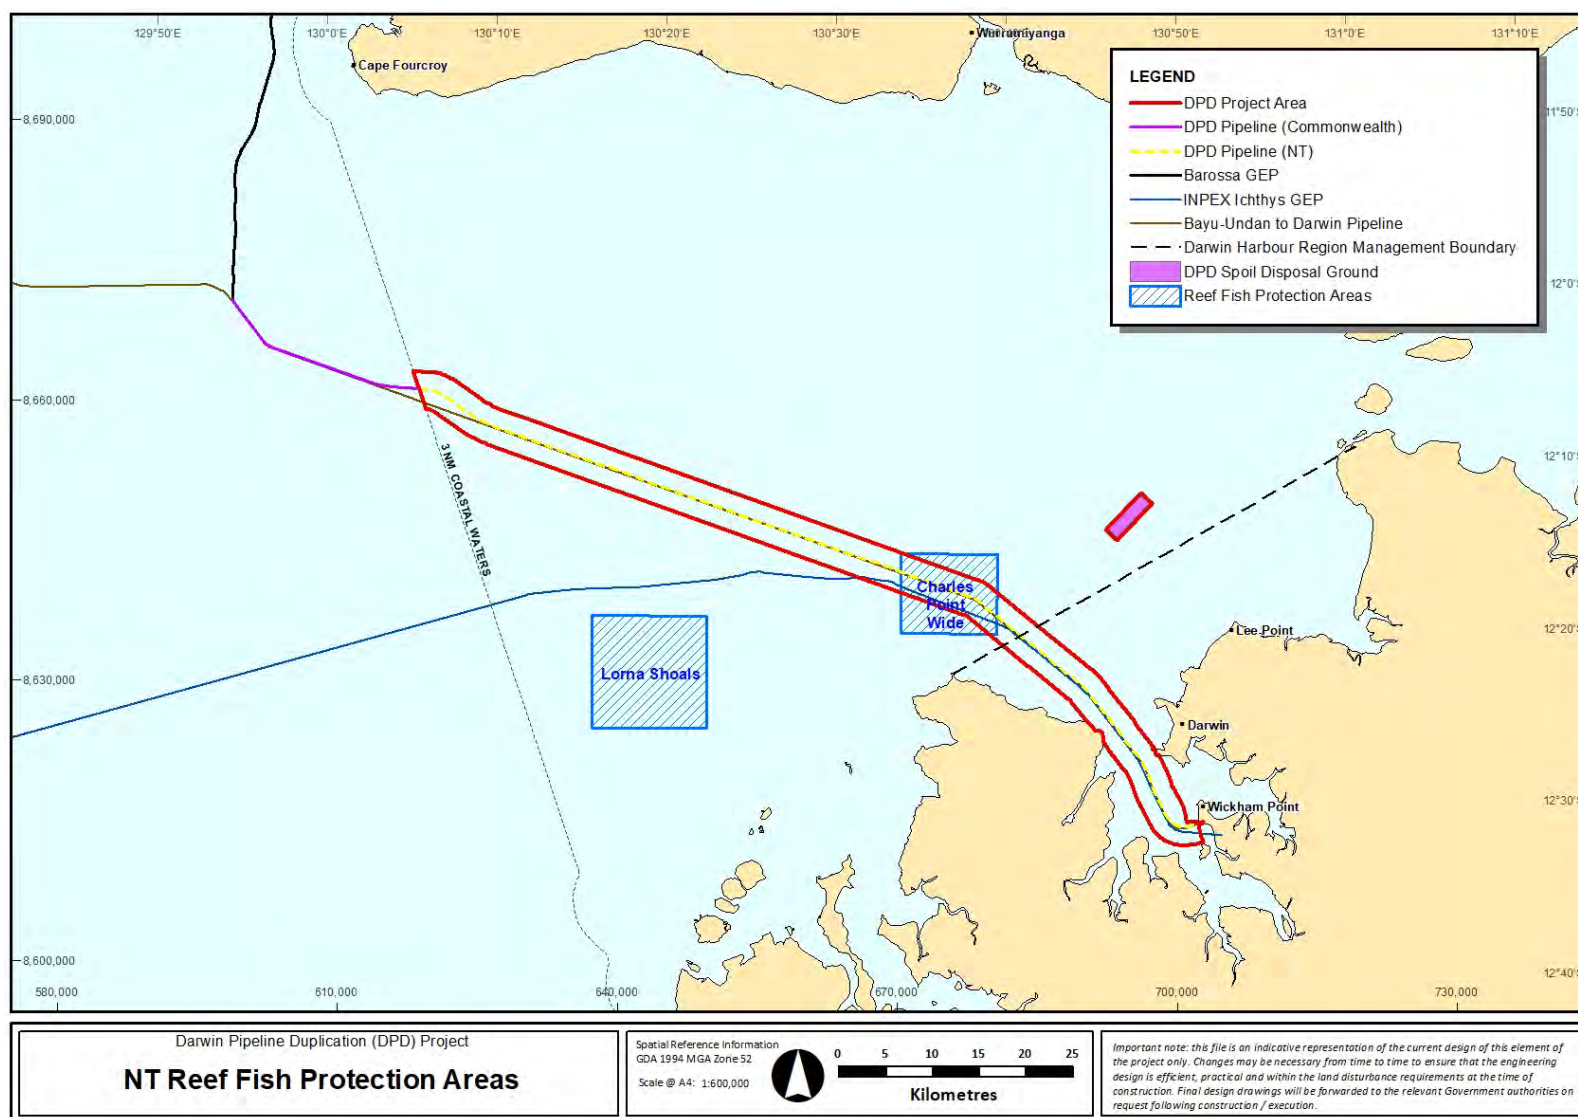 129°50'E
130°0'E
130°10'E
130°20'E
130°30'E
130°50'E
131°0'E
131°10'E
Wurrumiyanga
Cape Fourcroy
LEGEND
DPD Project Area
DPD Pipeline (Commonwealth)
DPD Pipeline (NT)
Barossa GEP
INPEX Ichthys GEP
Bayu-Undan to Darwin Pipeline
Darwin Harbour Region Management Boundary
DPD Spoil Disposal Ground
Reef Fish Protection Areas
8,690,000
11°50'S
12°0'S
8,660,000
12°10'S
3 NM COASTAL WATERS
Charles
Point
Wide
Lee Point
12°20'S
Lorna Shoals
8,630,000
Darwin
Wickham Point
12°30'S
8,600,000
12°40'S
580,000
610,000
640,000
670,000
700,000
730,000
Darwin Pipeline Duplication (DPD) Project
NT Reef Fish Protection Areas
Spatial Reference Information
GDA 1994 MGA Zone 52
Scale @ A4: 1:600,000
0 5 10 15 20 25
Kilometres
Important note: this file is an indicative representation of the current design of this element of
the project only. Changes may be necessary from time to time to ensure that the engineering
design is efficient, practical and within the land disturbance requirements at the time of
construction. Final design drawings will be forwarded to the relevant Government authorities on
request following construction / execution.